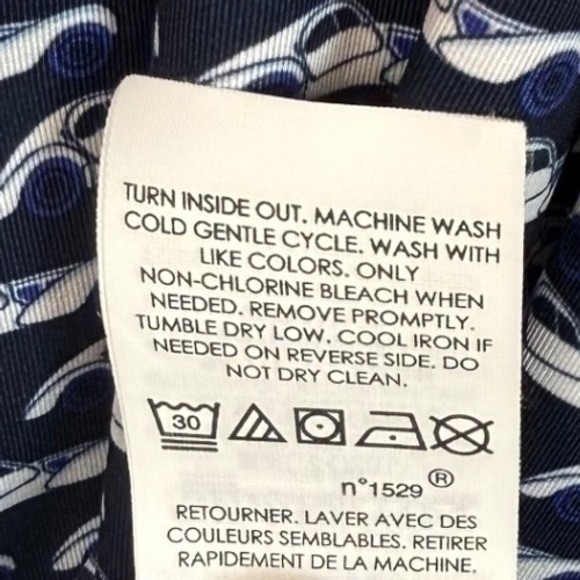 TURN INSIDE OUT. MACHINE WASH
COLD GENTLE CYCLE. WASH WITH
LIKE COLORS. ONLY
NON-CHLORINE BLEACH WHEN
NEEDED. REMOVE PROMPTLY.
TUMBLE DRY LOW. COOL IRON IF
NEEDED ON REVERSE SIDE. DO
NOT DRY CLEAN.
30
n°1529 ®
RETOURNER. LAVER AVEC DES
COULEURS SEMBLABLES. RETIRER
RAPIDEMENT DE LA MACHINE.